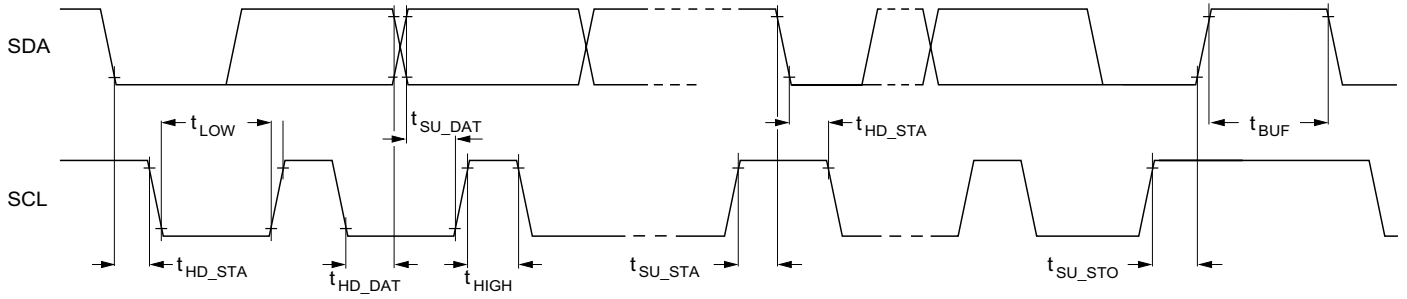 SDA
t_LOW
t_SU_DAT
t_HD_STA
t_BUF
SCL
t_HD_STA
t_HD_DAT
t_HIGH
t_SU_STA
t_SU_STO